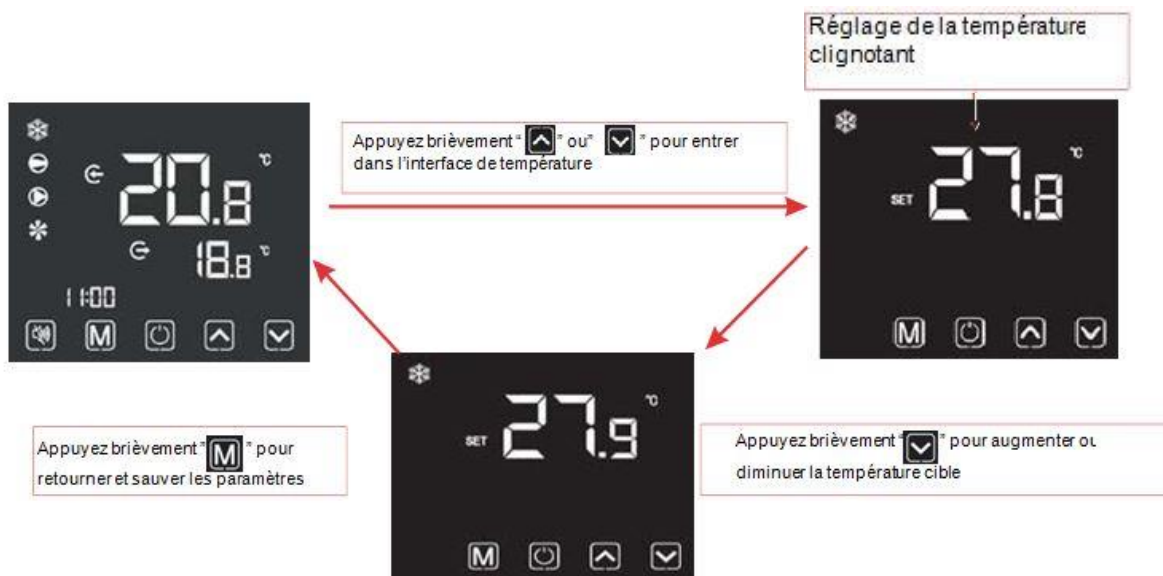 Réglage de la température
clignotant
20.8 °C
18.8 °C
11:00
M
Appuyez brièvement " " ou" " pour entrer
dans l'interface de température
SET 27.8 °C
M
SET 27.9 °C
M
Appuyez brièvement " M " pour
retourner et sauver les paramètres
Appuyez brièvement " " pour augmenter ou
diminuer la température cible